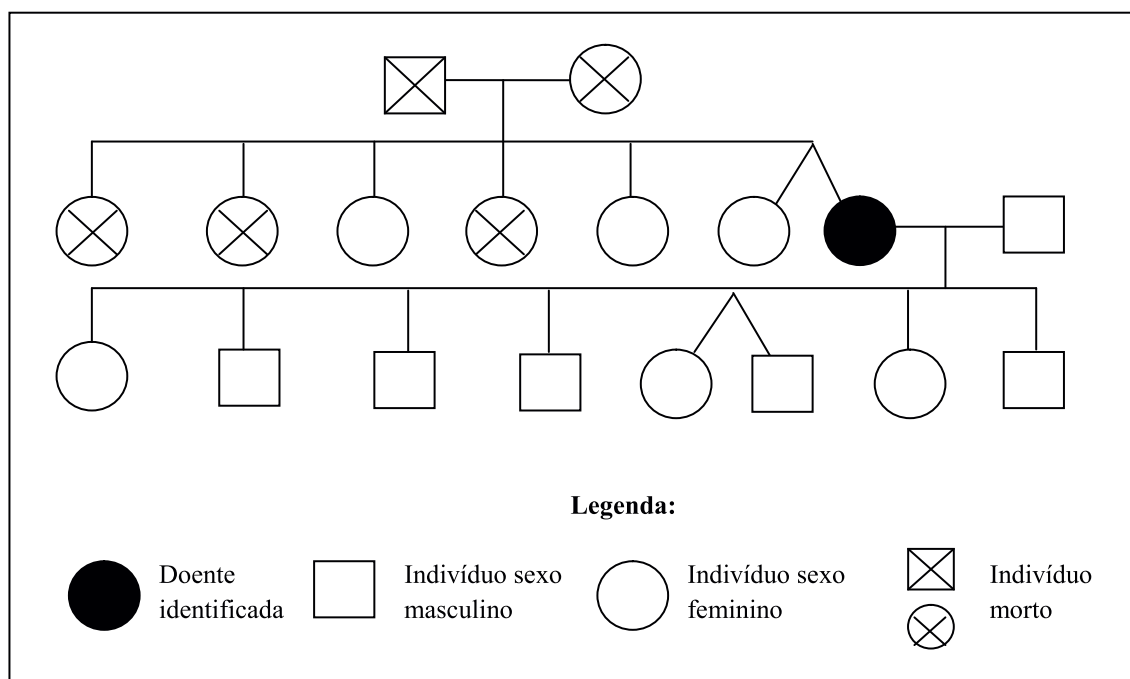 Legenda:
Doente
identificada
Indivíduo sexo
masculino
Indivíduo sexo
feminino
Indivíduo
morto